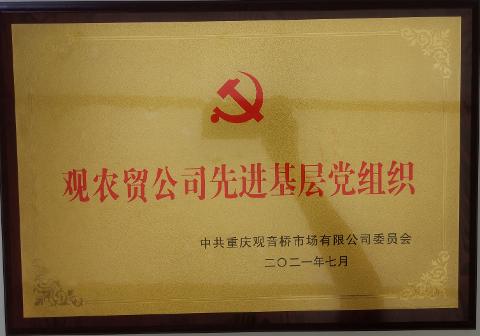 观农贸公司先进基层党组织
中共重庆观音桥市场有限公司委员会
二〇二一年七月